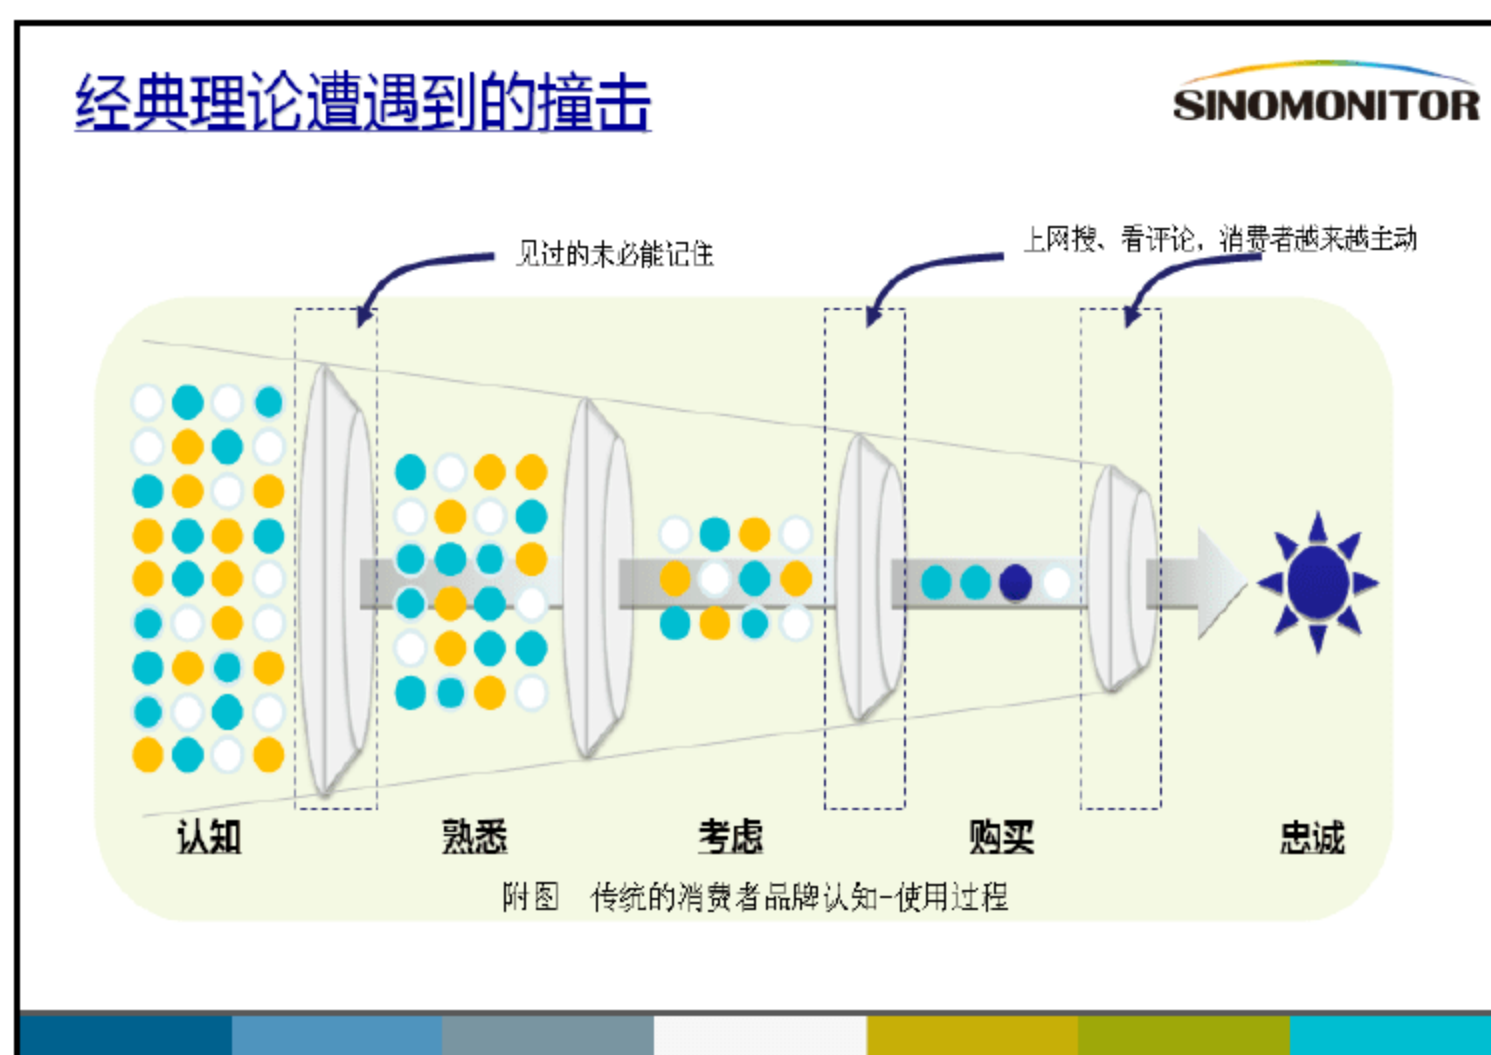 经典理论遭遇到的撞击
SINOMONITOR
见过的未必能记住
上网搜、看评论，消费者越来越主动
认知
熟悉
考虑
购买
忠诚
附图 传统的消费者品牌认知-使用过程